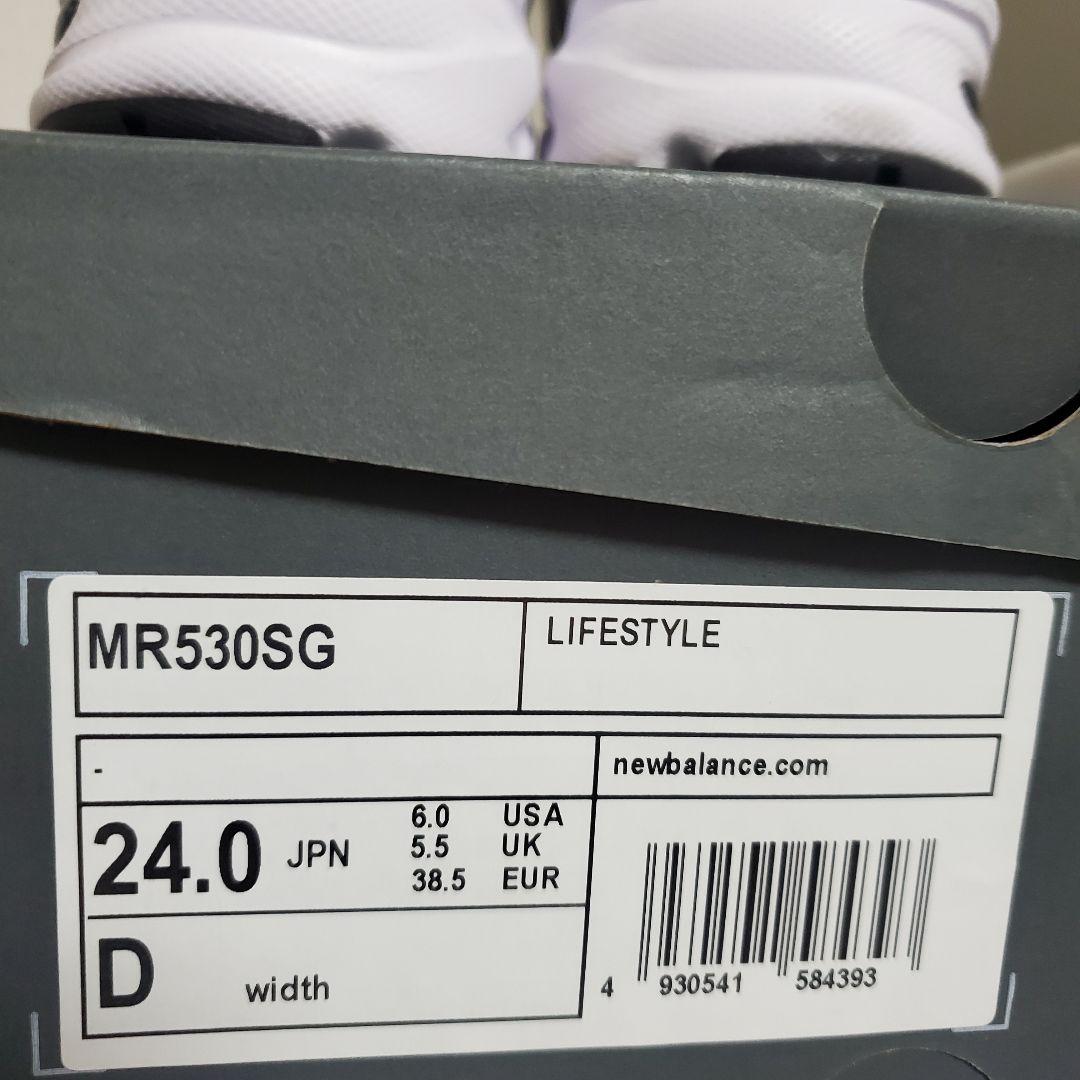 MR530SG
LIFESTYLE
-
newbalance.com
24.0 JPN
6.0 USA
5.5 UK
38.5 EUR
D width
4 930541 584393